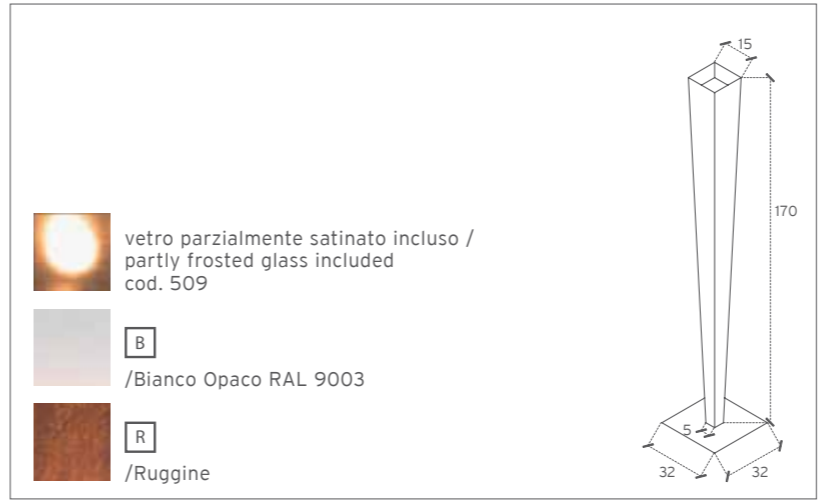 vetro parzialmente satinato incluso /
partly frosted glass included
cod. 509
B
/Bianco Opaco RAL 9003
R
/Ruggine
15
170
5
32
32